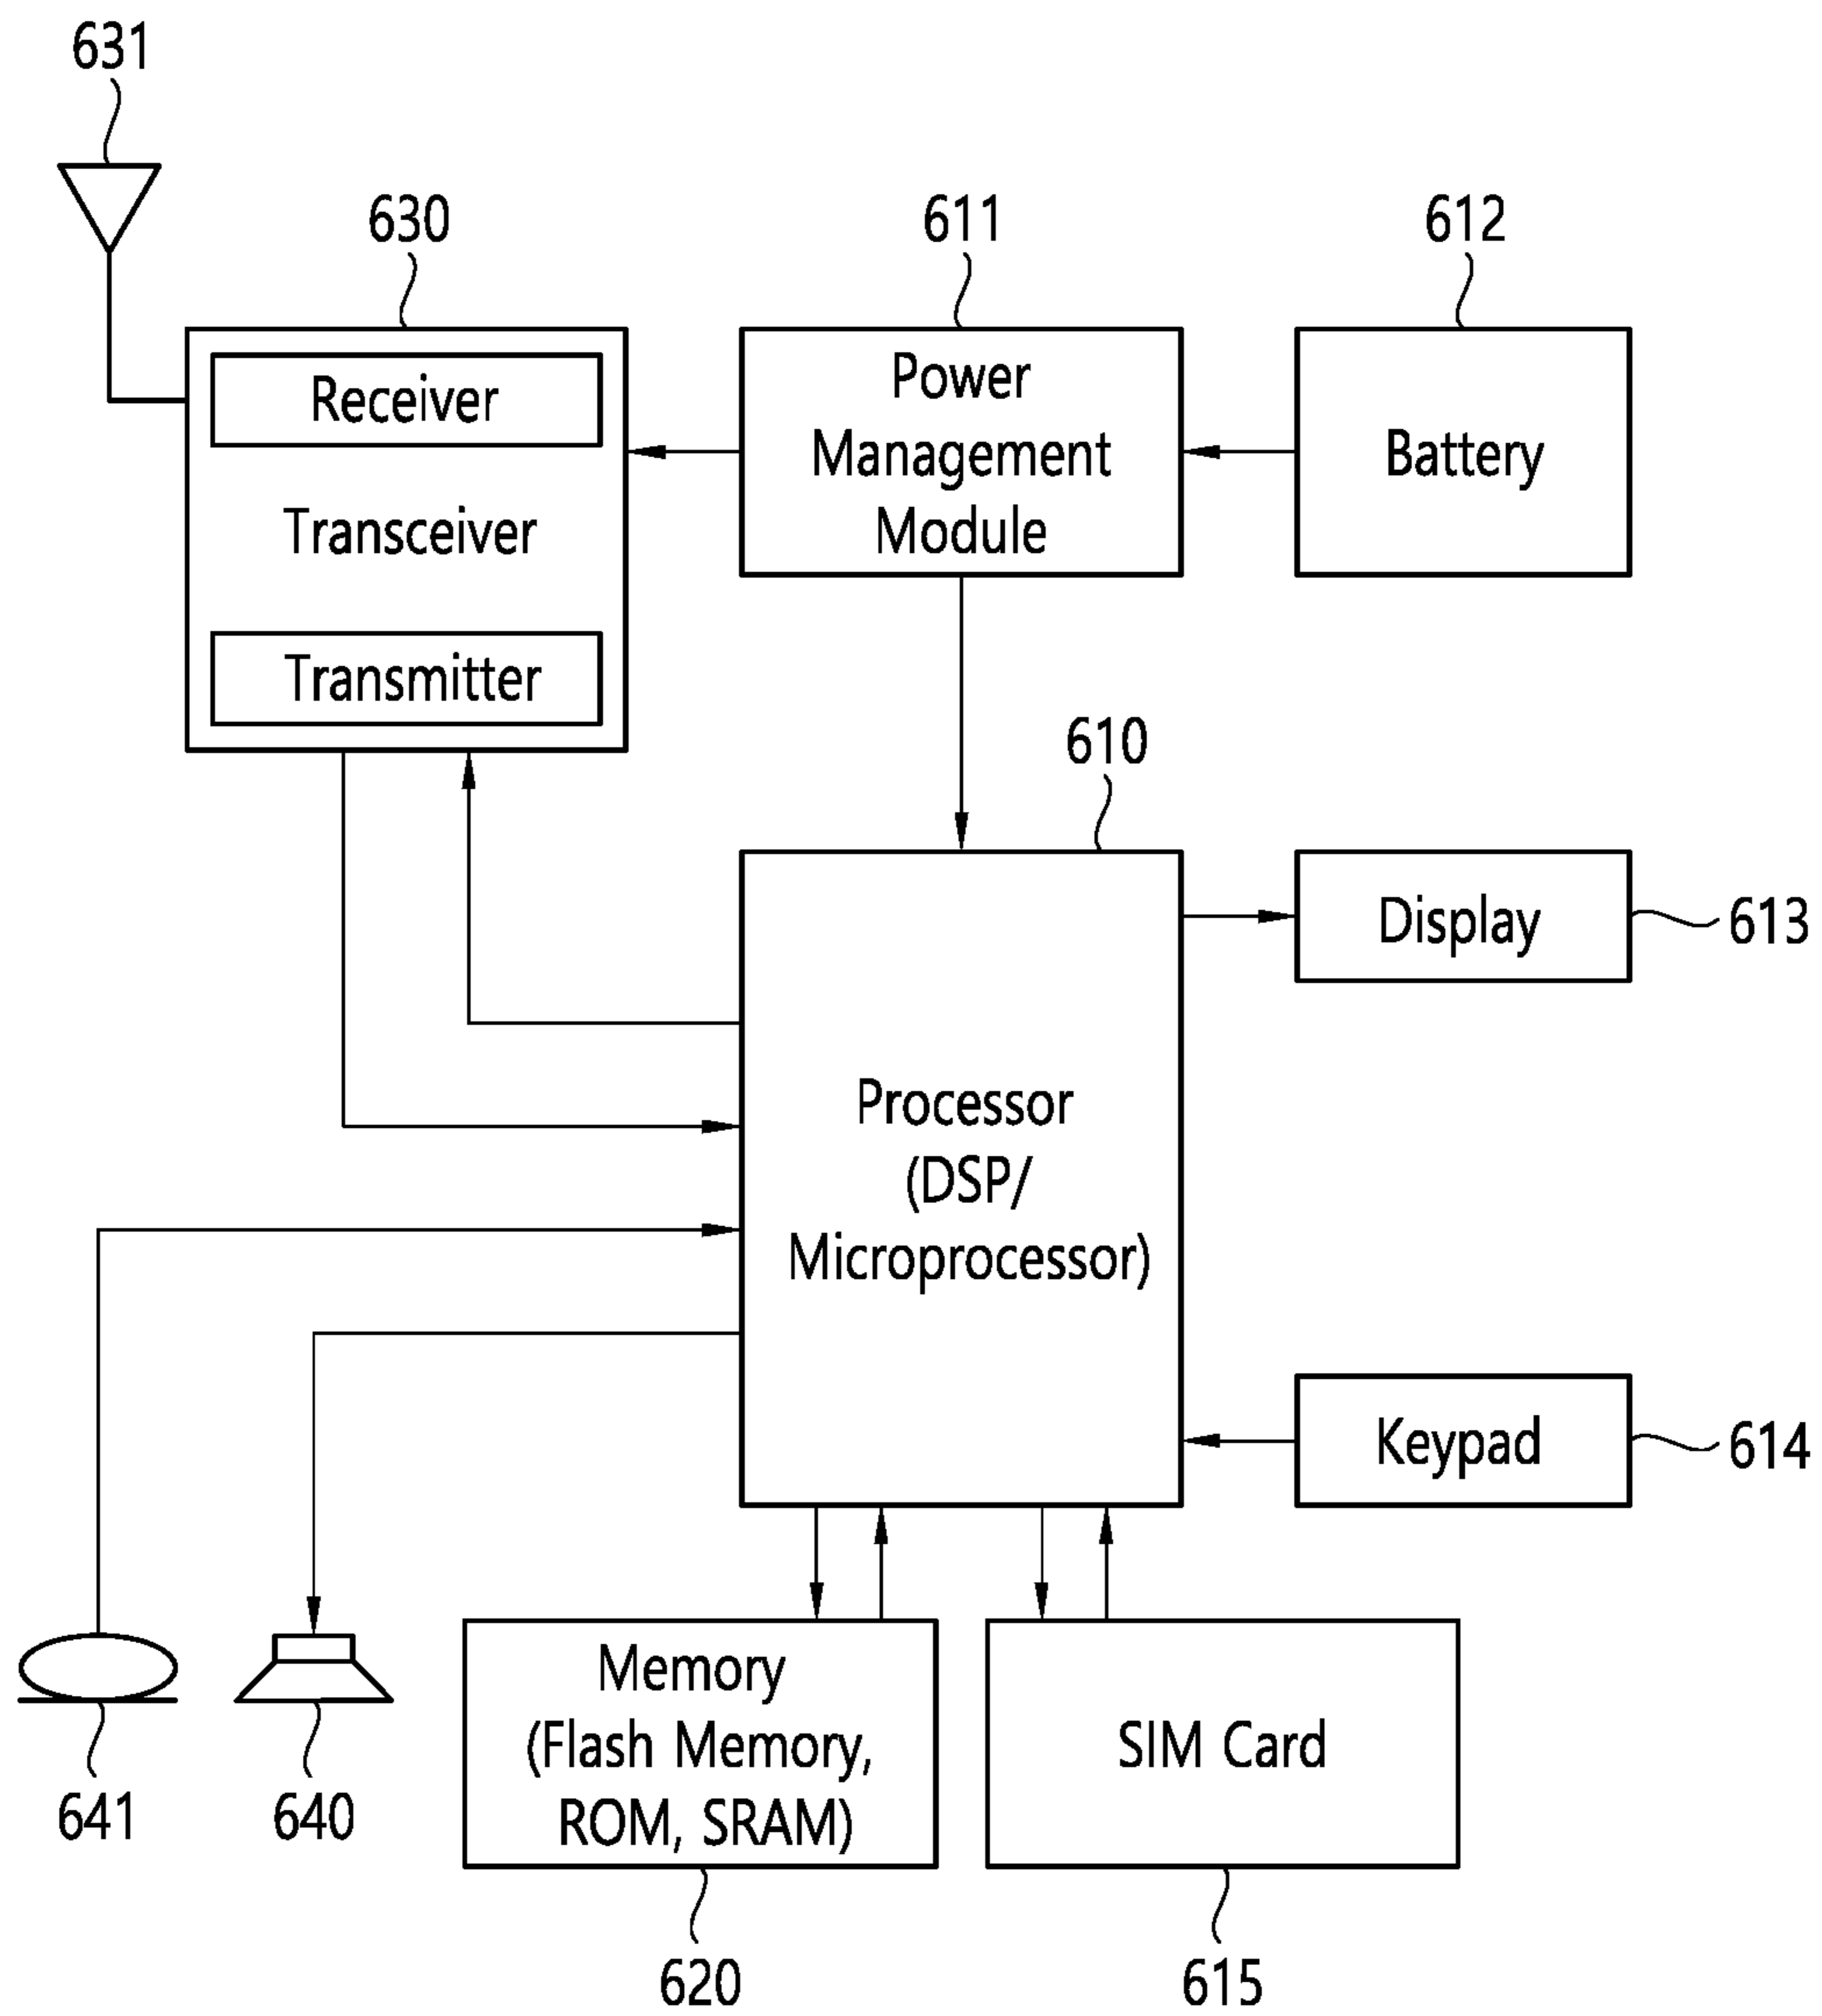 631
630
611
612
Receiver
Transceiver
Transmitter
Power
Management
Module
Battery
610
Processor
(DSP/
Microprocessor)
Display
613
Keypad
614
641
640
Memory
(Flash Memory,
ROM, SRAM)
SIM Card
620
615